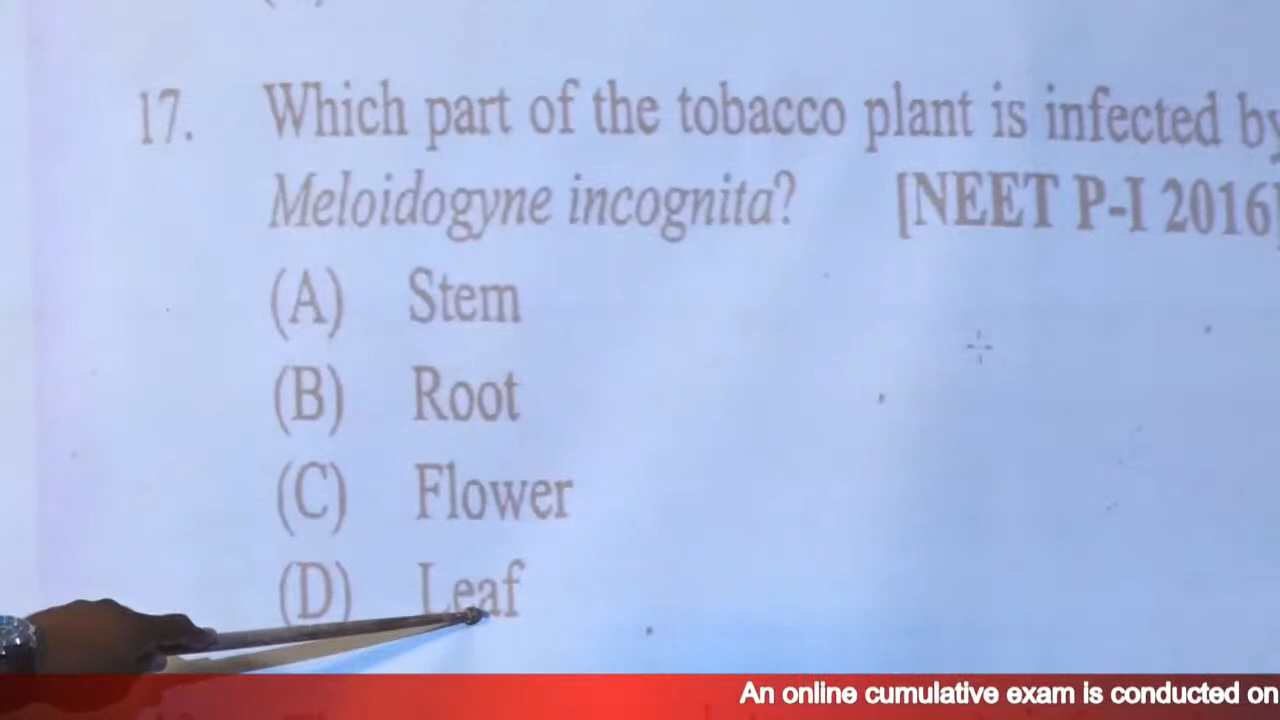 17. Which part of the tobacco plant is infected by
Meloidogyne incognita? [NEET P-I 2016]
(A) Stem
(B) Root
(C) Flower
(D) Leaf
An online cumulative exam is conducted on